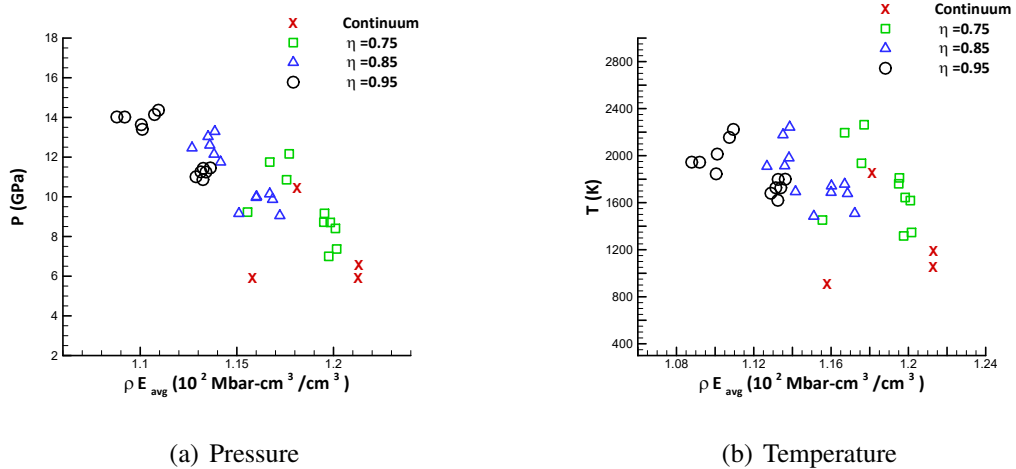 X Continuum
η =0.75
η =0.85
η =0.95
18
16
14
12
10
8
6
4
2
P (GPa)
1.1 1.15 1.2
ρ E avg (10 2 Mbar-cm 3 /cm 3 )
(a) Pressure
X Continuum
η =0.75
η =0.85
η =0.95
2800
2400
2000
1600
1200
800
400
T (K)
1.08 1.12 1.16 1.2 1.24
ρ E avg (10 2 Mbar-cm 3 /cm 3 )
(b) Temperature